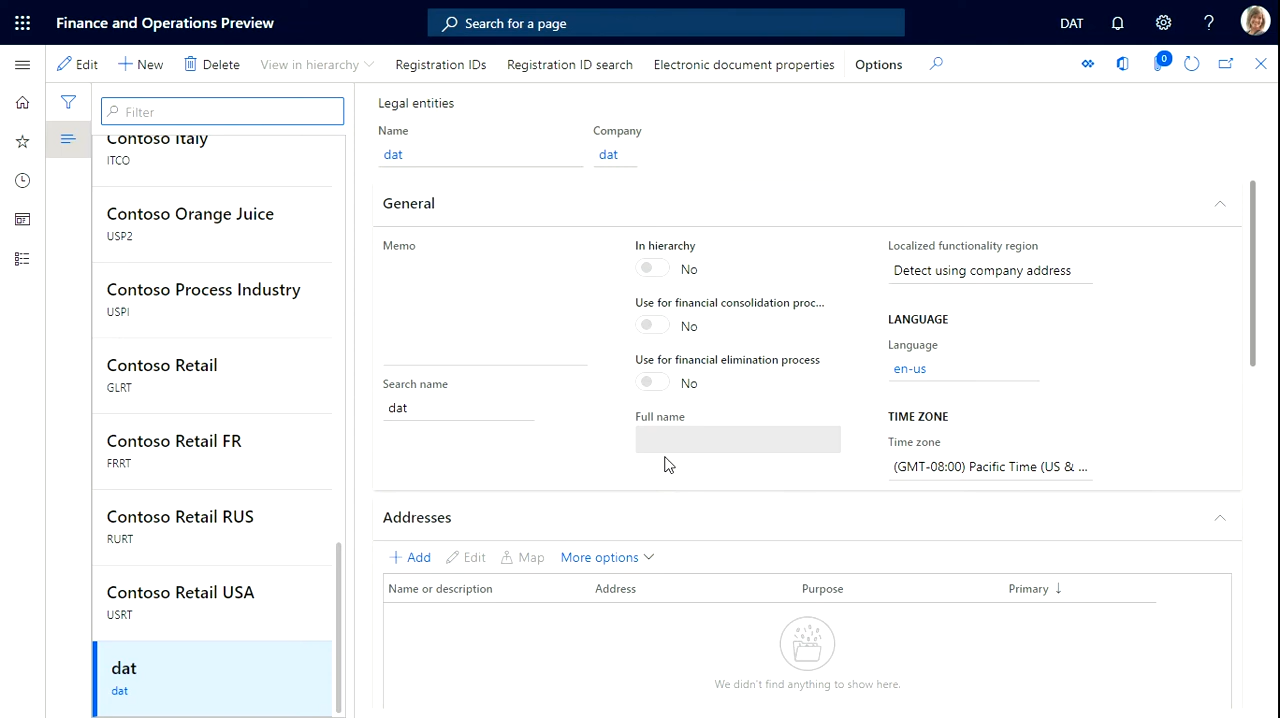 Finance and Operations Preview
Search for a page
DAT
?
Edit
New
Delete
View in hierarchy
Registration IDs
Registration ID search
Electronic document properties
Options
0
Filter
Contoso Italy
ITCO
Contoso Orange Juice
USP2
Contoso Process Industry
USPI
Contoso Retail
GLRT
Contoso Retail FR
FRRT
Contoso Retail RUS
RURT
Contoso Retail USA
USRT
dat
dat
Legal entities
Name
Company
dat
dat
General
Memo
Search name
dat
In hierarchy
No
Use for financial consolidation proc...
No
Use for financial elimination process
No
Full name
Localized functionality region
Detect using company address
LANGUAGE
Language
en-us
TIME ZONE
Time zone
(GMT-08:00) Pacific Time (US & ...
Addresses
Add
Edit
Map
More options
Name or description
Address
Purpose
Primary
We didn't find anything to show here.